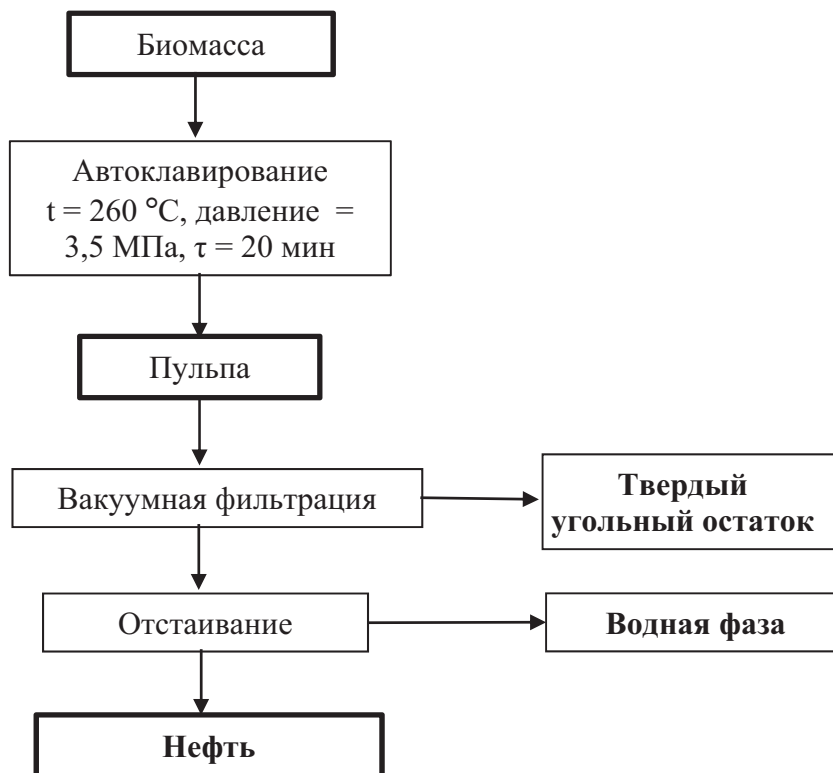 Биомасса
Автоклавирование
t = 260 °С, давление =
3,5 МПа, τ = 20 мин
Пульпа
Вакуумная фильтрация
Твердый
угольный остаток
Отстаивание
Водная фаза
Нефть